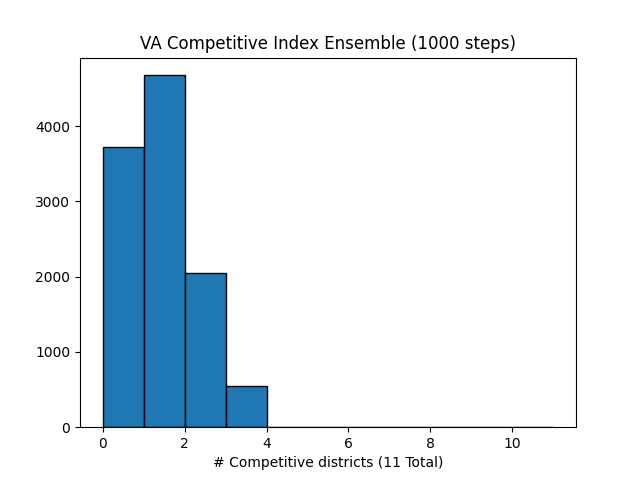 VA Competitive Index Ensemble (1000 steps)
4000
3000
2000
1000
0
0 2 4 6 8 10
# Competitive districts (11 Total)